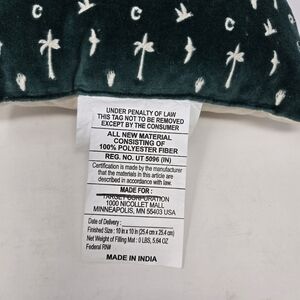 UNDER PENALTY OF LAW
THIS TAG NOT TO BE REMOVED
EXCEPT BY THE CONSUMER
ALL NEW MATERIAL
CONSISTING OF
100% POLYESTER FIBER
REG. NO. UT 5096 (IN)
Certification is made by the manufacturer
that the materials in this article are
described in accordance with law.
MADE FOR :
TARGET CORPORATION
1000 NICOLLET MALL
MINNEAPOLIS, MN 55403 USA
Date of Delivery :
Finished Size : 10 in x 10 in (25.4 cm x 25.4 cm)
Net Weight of Filling Mat : 0 LBS, 5.64 OZ
Federal RN#
MADE IN INDIA